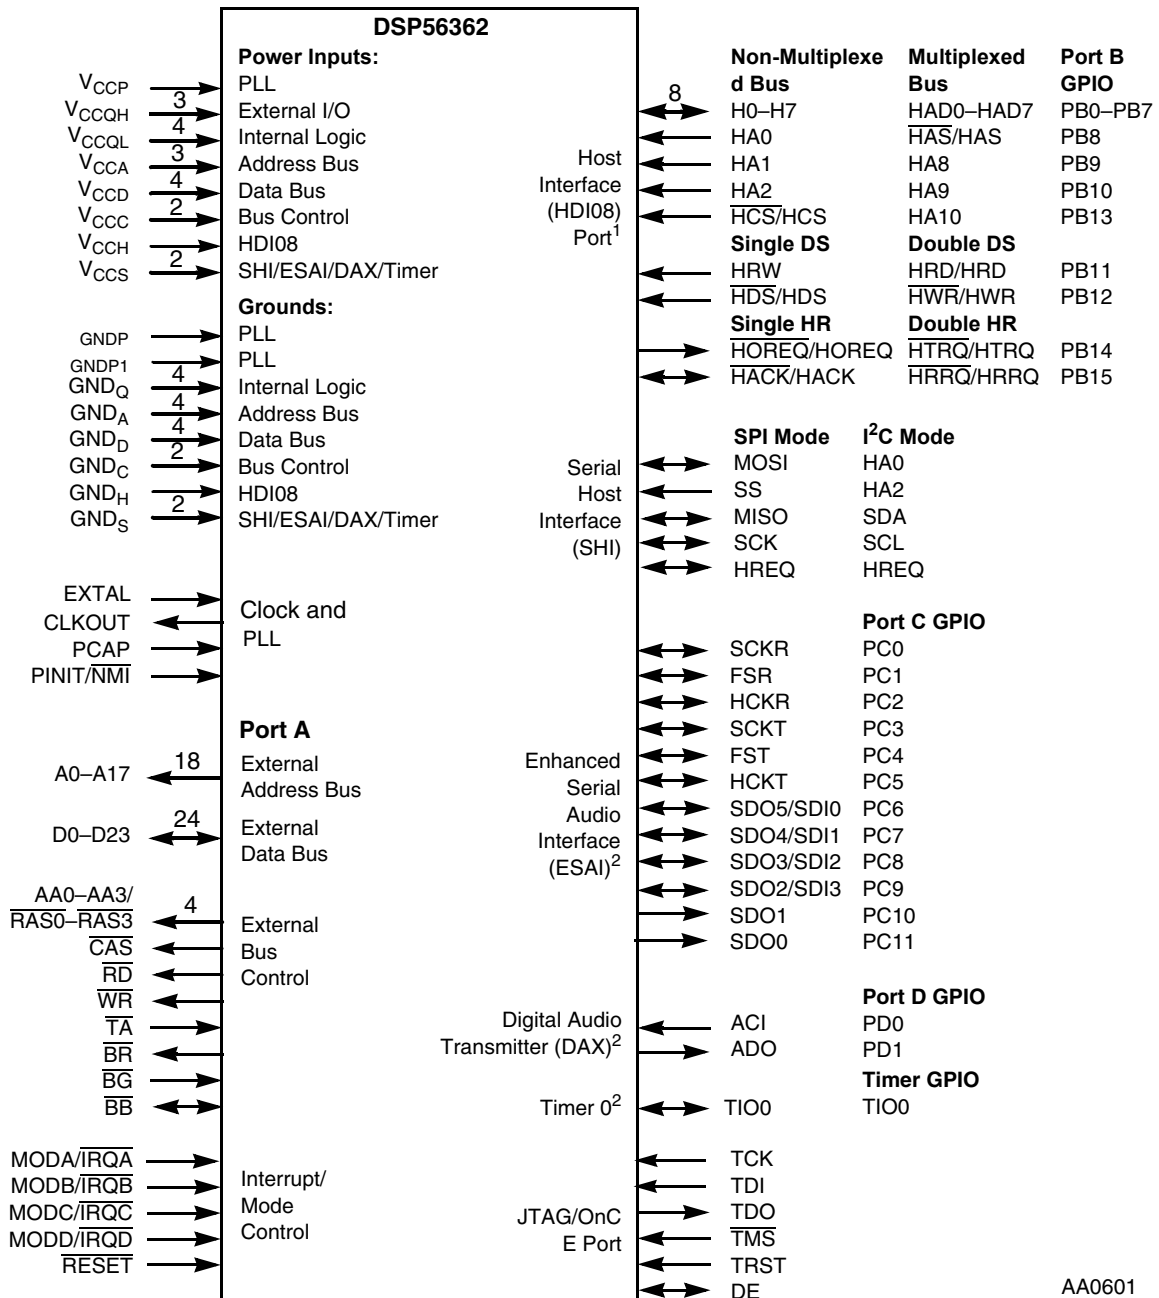 DSP56362
Power Inputs:
VCCP PLL
VCCQH 3 External I/O
VCCQL 4 Internal Logic
VCCA 3 Address Bus
VCCD 4 Data Bus
VCCC 2 Bus Control
VCCH HDI08
VCCS 2 SHI/ESAI/DAX/Timer
Grounds:
GNDP PLL
GNDP1 PLL
GNDQ 4 Internal Logic
GNDA 4 Address Bus
GNDD 4 Data Bus
GNDC 2 Bus Control
GNDH HDI08
GNDS 2 SHI/ESAI/DAX/Timer
EXTAL
CLKOUT
PCAP
PINIT/NMI
Clock and
PLL
Port A
A0–A17 18 External
Address Bus
D0–D23 24 External
Data Bus
AA0–AA3/
RAS0–RAS3 4
CAS
RD
WR
TA
BR
BG
BB
External
Bus
Control
MODA/IRQA
MODB/IRQB
MODC/IRQC
MODD/IRQD
RESET
Interrupt/
Mode
Control
Host
Interface
(HDI08)
Port1
Non-Multiplexe Multiplexed Port B
d Bus Bus GPIO
8 H0–H7 HAD0–HAD7 PB0–PB7
HA0 HAS/HAS PB8
HA1 HA8 PB9
HA2 HA9 PB10
HCS/HCS HA10 PB13
Single DS Double DS
HRW HRD/HRD PB11
HDS/HDS HWR/HWR PB12
Single HR Double HR
HOREQ/HOREQ HTRQ/HTRQ PB14
HACK/HACK HRRQ/HRRQ PB15
Serial
Host
Interface
(SHI)
SPI Mode I2C Mode
MOSI HA0
SS HA2
MISO SDA
SCK SCL
HREQ HREQ
Enhanced
Serial
Audio
Interface
(ESAI)2
Port C GPIO
SCKR PC0
FSR PC1
HCKR PC2
SCKT PC3
FST PC4
HCKT PC5
SDO5/SDI0 PC6
SDO4/SDI1 PC7
SDO3/SDI2 PC8
SDO2/SDI3 PC9
SDO1 PC10
SDO0 PC11
Port D GPIO
Digital Audio
Transmitter (DAX)2
ACI PD0
ADO PD1
Timer GPIO
Timer 02 TIO0 TIO0
JTAG/OnC
E Port
TCK
TDI
TDO
TMS
TRST
DE
AA0601